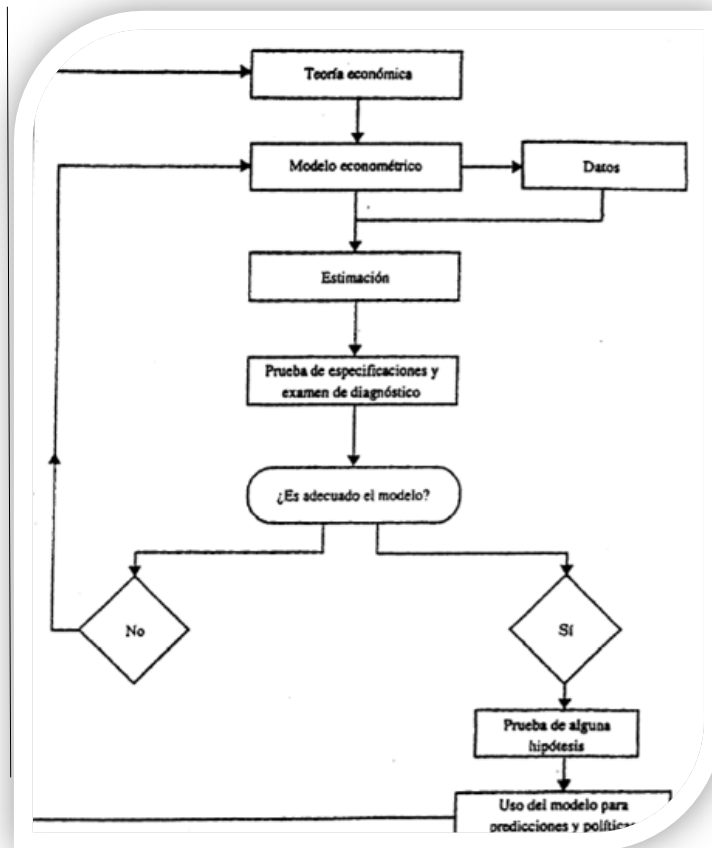 Teoría económica
Modelo econométrico
Datos
Estimación
Prueba de especificaciones y
examen de diagnóstico
¿Es adecuado el modelo?
No
Sí
Prueba de alguna
hipótesis
Uso del modelo para
predicciones y políticas